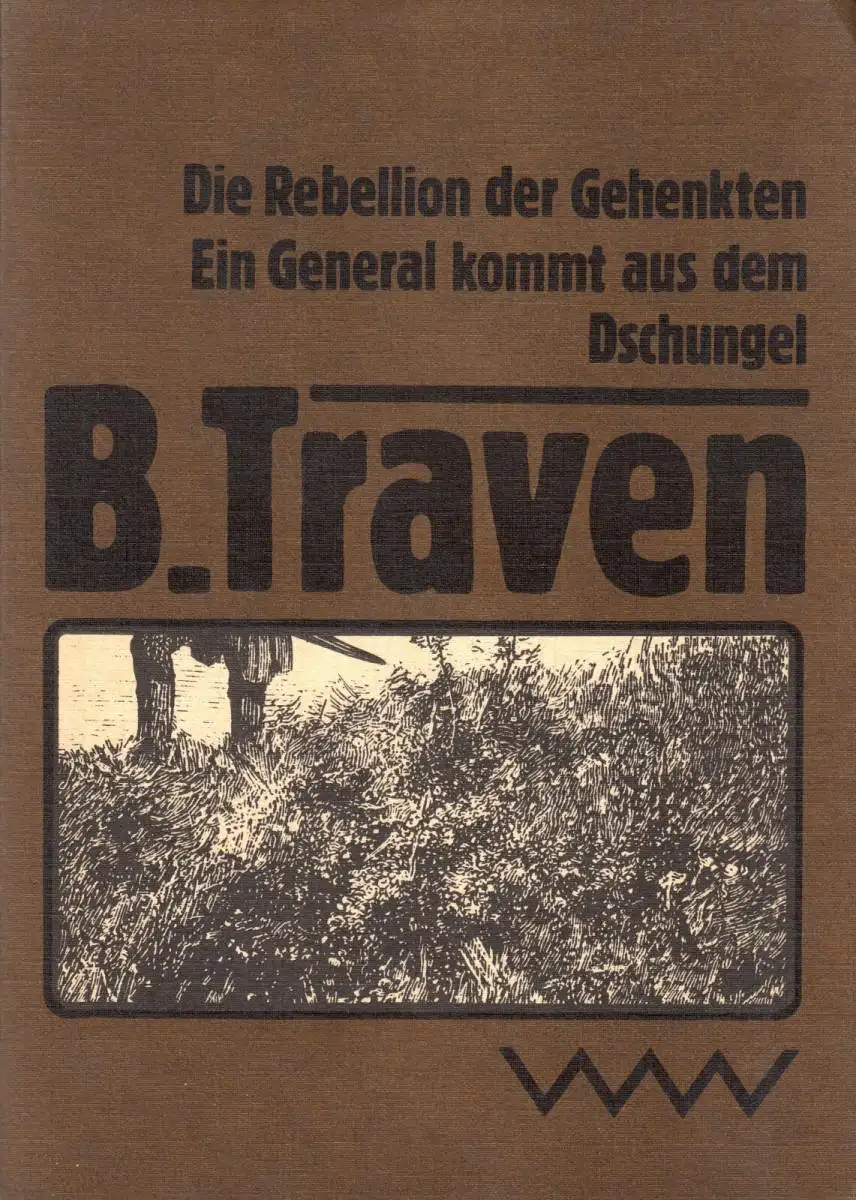 Die Rebellion der Gehenkten
Ein General kommt aus dem
Dschungel
B.Traven